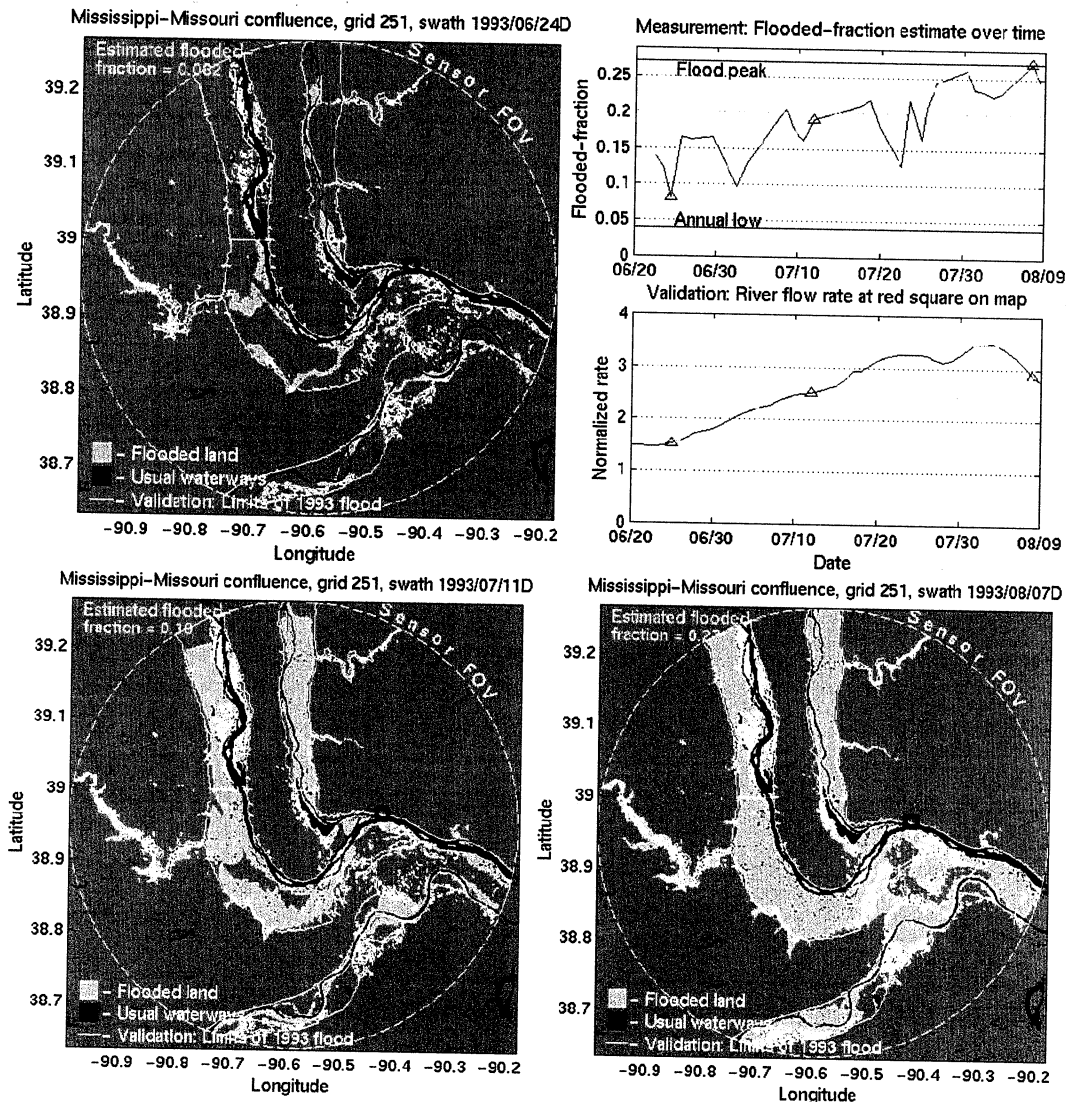 Mississippi–Missouri confluence, grid 251, swath 1993/06/24D
Estimated flooded
fraction = 0.082
Sensor FOV
39.2
39.1
39
38.9
38.8
38.7
Latitude
Flooded land
Usual waterways
Validation: Limits of 1993 flood
−90.9 −90.8 −90.7 −90.6 −90.5 −90.4 −90.3 −90.2
Longitude
Measurement: Flooded–fraction estimate over time
Flood peak
Annual low
0.25
0.2
0.15
0.1
0.05
0
Flooded–fraction
06/20 06/30 07/10 07/20 07/30 08/09
Validation: River flow rate at red square on map
4
3
2
1
0
Normalized rate
06/20 06/30 07/10 07/20 07/30 08/09
Date
Mississippi–Missouri confluence, grid 251, swath 1993/07/11D
Estimated flooded
fraction = 0.19
Sensor FOV
39.2
39.1
39
38.9
38.8
38.7
Latitude
Flooded land
Usual waterways
Validation: Limits of 1993 flood
−90.9 −90.8 −90.7 −90.6 −90.5 −90.4 −90.3 −90.2
Longitude
Mississippi–Missouri confluence, grid 251, swath 1993/08/07D
Estimated flooded
fraction =
Sensor FOV
39.2
39.1
39
38.9
38.8
38.7
Latitude
Flooded land
Usual waterways
Validation: Limits of 1993 flood
−90.9 −90.8 −90.7 −90.6 −90.5 −90.4 −90.3 −90.2
Longitude